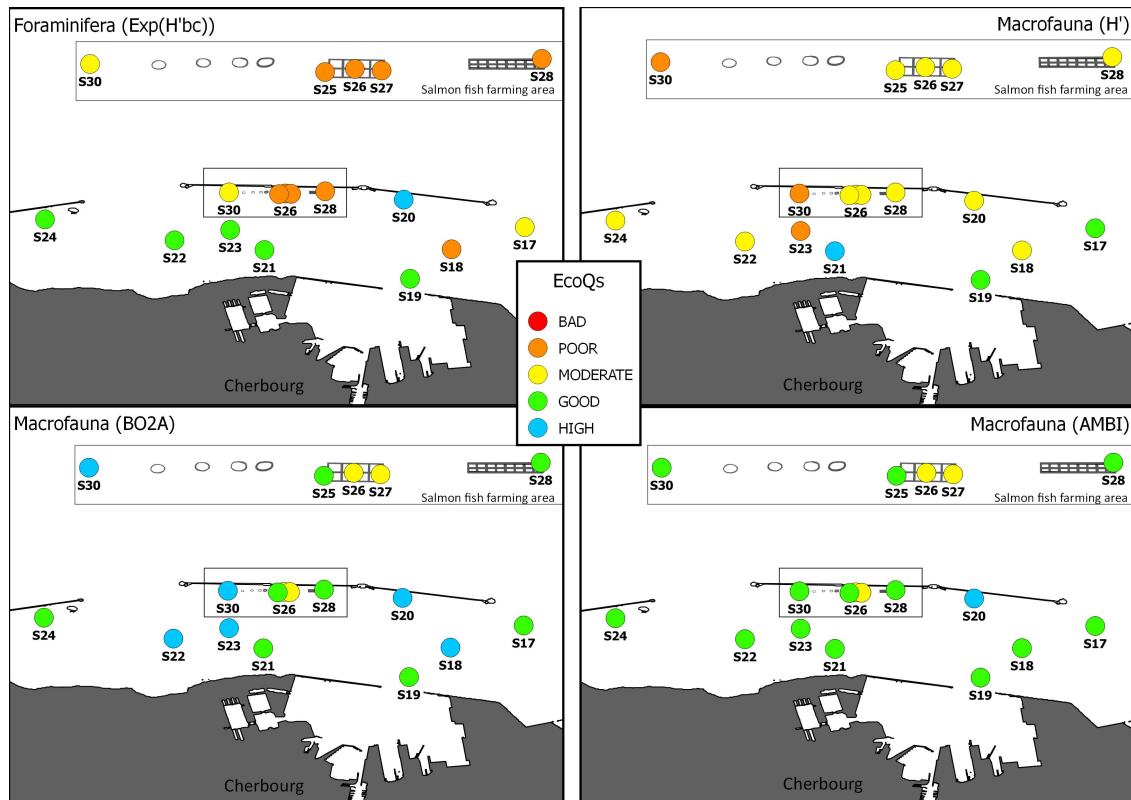 Foraminifera (Exp(H'bc))
S30
S25
S26
S27
S28
Salmon fish farming area
S30
S26
S28
S20
S24
S22
S23
S21
S17
S18
S19
Cherbourg
Macrofauna (H')
S30
S25
S26
S27
S28
Salmon fish farming area
S30
S26
S28
S20
S24
S22
S23
S21
S17
S18
S19
Cherbourg
EcoQs
BAD
POOR
MODERATE
GOOD
HIGH
Macrofauna (BO2A)
S30
S25
S26
S27
S28
Salmon fish farming area
S30
S26
S28
S20
S24
S22
S23
S21
S17
S18
S19
Cherbourg
Macrofauna (AMBI)
S30
S25
S26
S27
S28
Salmon fish farming area
S30
S26
S28
S20
S24
S22
S23
S21
S17
S18
S19
Cherbourg